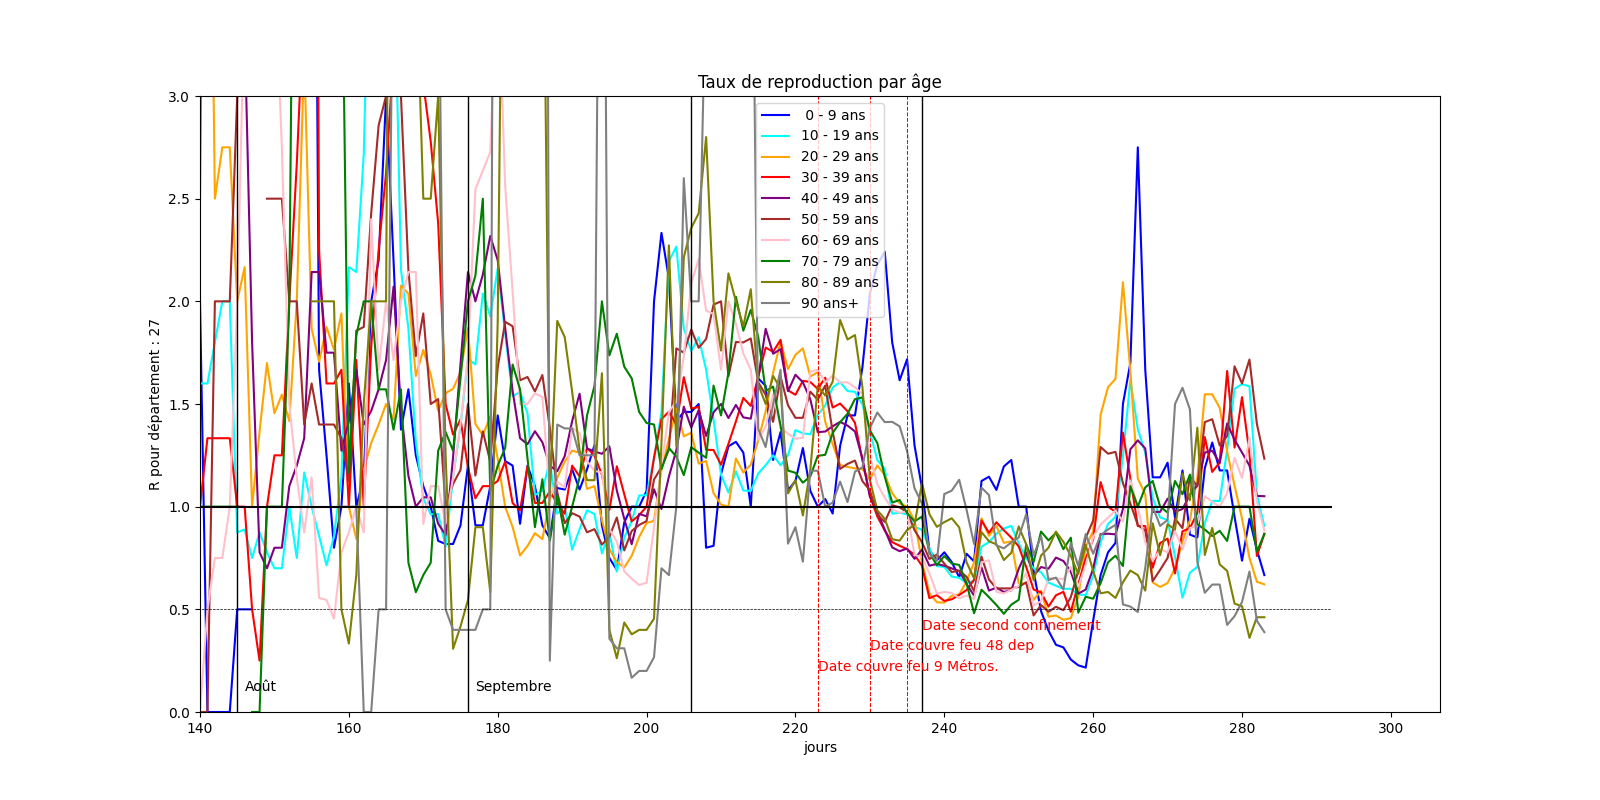 Taux de reproduction par âge
R pour département : 27
3.0
2.5
2.0
1.5
1.0
0.5
0.0
0 - 9 ans
10 - 19 ans
20 - 29 ans
30 - 39 ans
40 - 49 ans
50 - 59 ans
60 - 69 ans
70 - 79 ans
80 - 89 ans
90 ans+
Date second confinement
Date couvre feu 48 dep
Date couvre feu 9 Métros.
Août
Septembre
140 160 180 200 220 240 260 280 300
jours